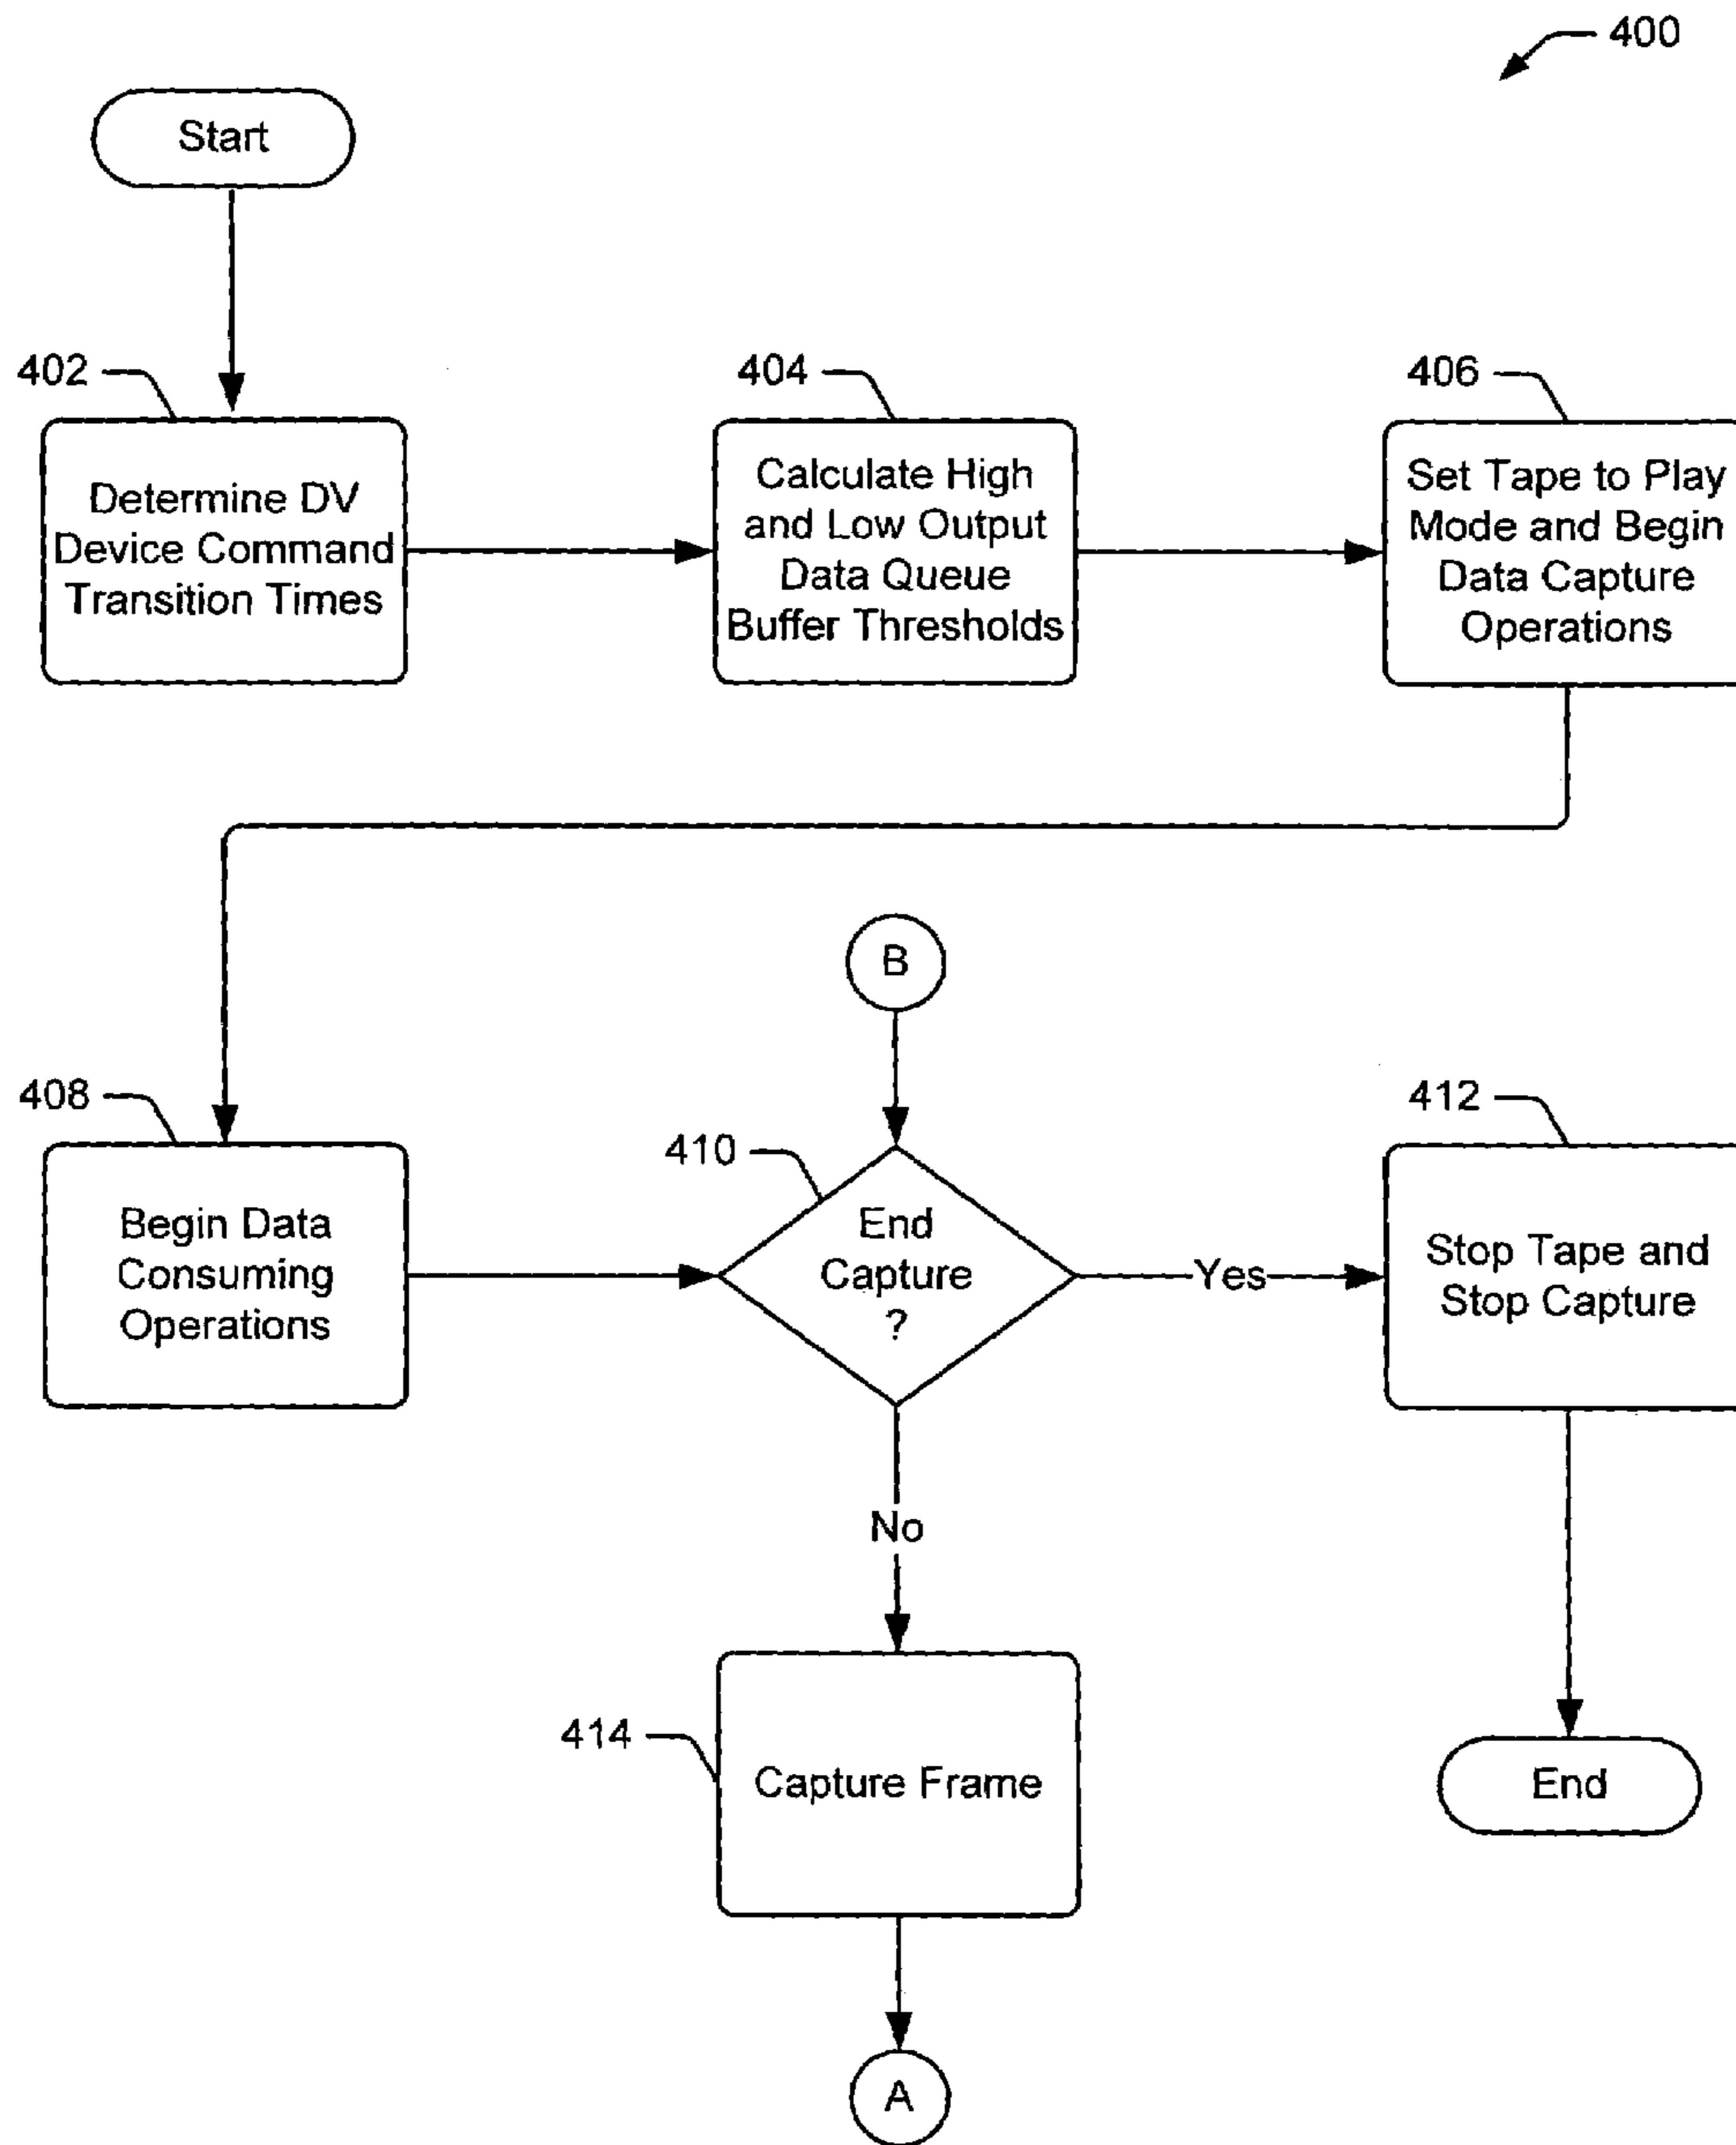 400
Start
402
Determine DV
Device Command
Transition Times
404
Calculate High
and Low Output
Data Queue
Buffer Thresholds
406
Set Tape to Play
Mode and Begin
Data Capture
Operations
B
408
Begin Data
Consuming
Operations
410
End
Capture
?
Yes
412
Stop Tape and
Stop Capture
No
414
Capture Frame
End
A